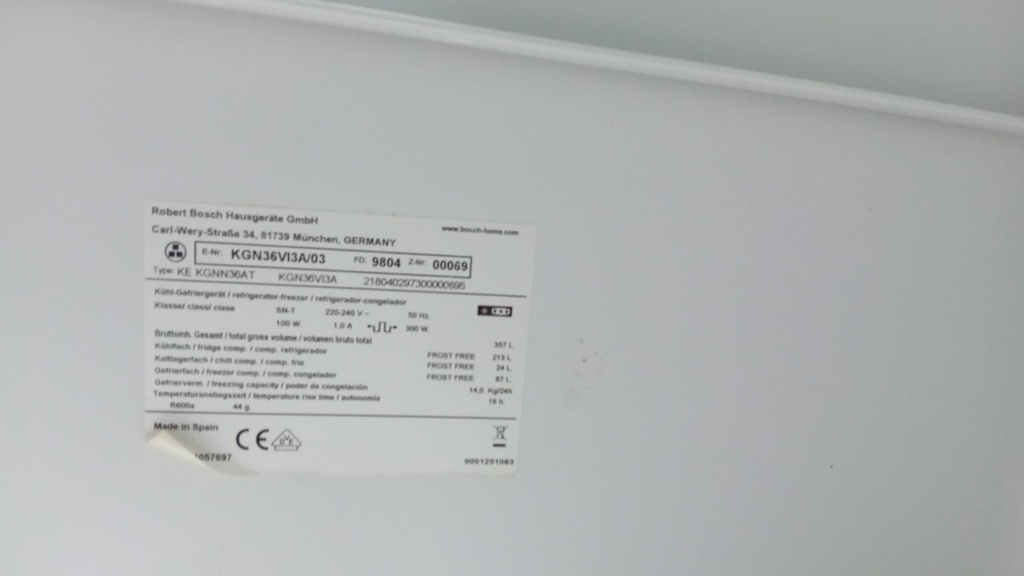 Robert Bosch Hausgeräte GmbH
Carl-Wery-Straße 34, 81739 München, GERMANY
www.bosch-home.com
E-Nr: KGN36VI3A/03 FD: 9804 Z-Nr: 00069
Type: KE KGNN36AT KGN36VI3A 218040297300000695
Kühl-Gefriergerät / refrigerator-freezer / refrigerador-congelador
Klasse/ class/ clase SN-T 220-240 V~ 50 Hz.
100 W. 1,0 A 300 W.
Bruttoinh. Gesamt / total gross volume / volumen bruto total 357 L.
Kühlfach / fridge comp. / comp. refrigerador FROST FREE 213 L.
Kaltlagerfach / chill comp. / comp. frio FROST FREE 24 L.
Gefrierfach / freezer comp. / comp. congelador FROST FREE 87 L.
Gefrierverm. / freezing capacity / poder de congelación 14,0 Kg/24h
Temperaturanstiegszeit / temperature rise time / autonomia 16 h.
R600a 44 g.
Made in Spain
CE
VDE
1057697
9001251083